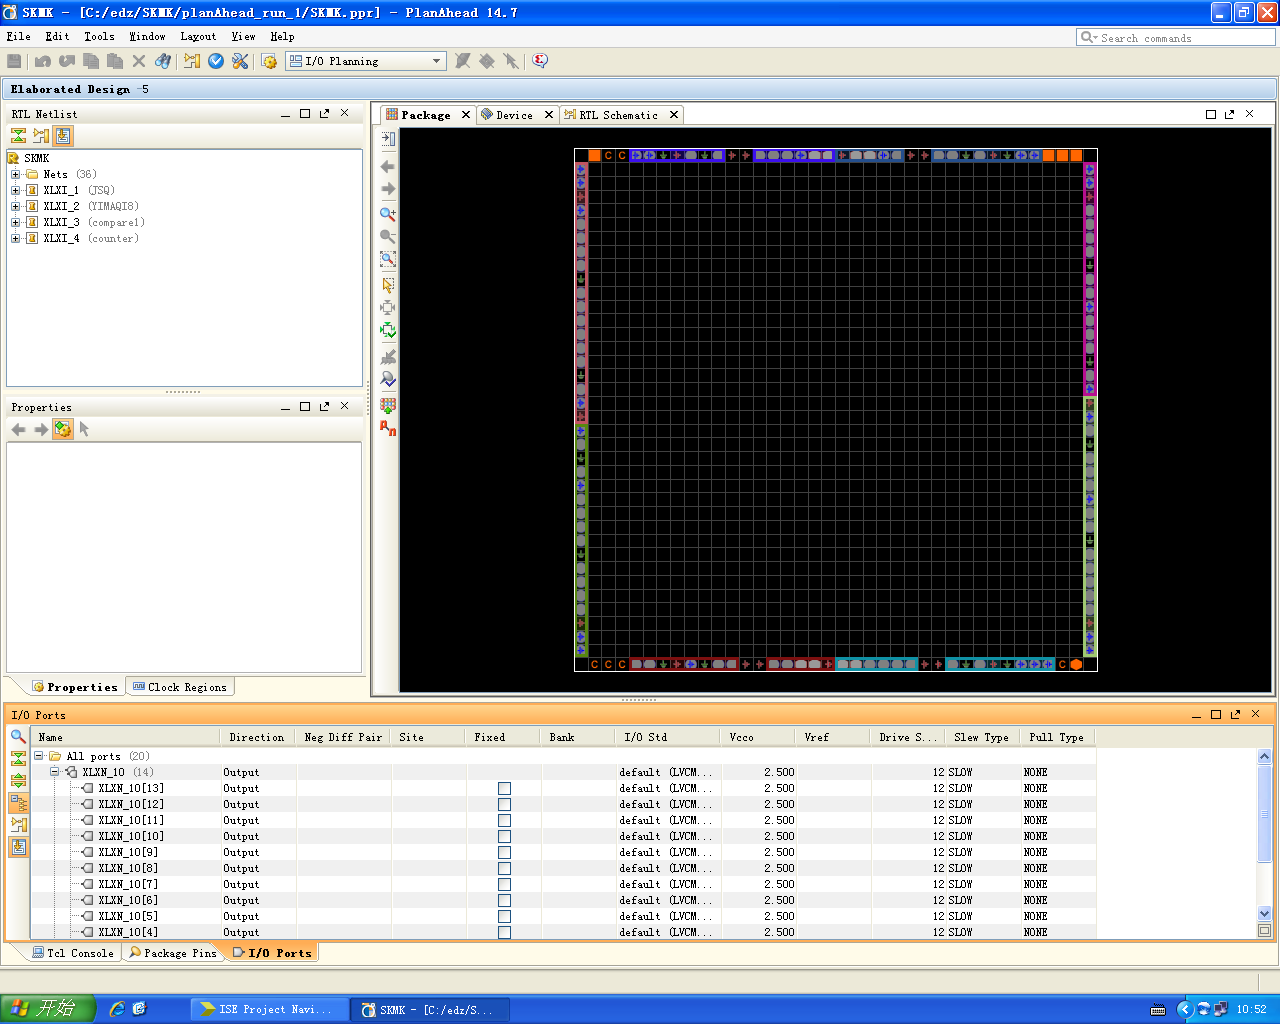 SKMK - [C:/edz/SKMK/planAhead_run_1/SKMK.ppr] - PlanAhead 14.7
File Edit Tools Window Layout View Help
Search commands
I/O Planning
Elaborated Design -5
RTL Netlist
SKMK
Nets (36)
XLXI_1 (JSQ)
XLXI_2 (YIMAQI8)
XLXI_3 (compare1)
XLXI_4 (counter)
Properties
Properties Clock Regions
Package Device RTL Schematic
C C
C C C C
I/O Ports
Name Direction Neg Diff Pair Site Fixed Bank I/O Std Vcco Vref Drive S... Slew Type Pull Type
All ports (20)
XLXN_10 (14) Output default (LVCM... 2.500 12 SLOW NONE
XLXN_10[13] Output default (LVCM... 2.500 12 SLOW NONE
XLXN_10[12] Output default (LVCM... 2.500 12 SLOW NONE
XLXN_10[11] Output default (LVCM... 2.500 12 SLOW NONE
XLXN_10[10] Output default (LVCM... 2.500 12 SLOW NONE
XLXN_10[9] Output default (LVCM... 2.500 12 SLOW NONE
XLXN_10[8] Output default (LVCM... 2.500 12 SLOW NONE
XLXN_10[7] Output default (LVCM... 2.500 12 SLOW NONE
XLXN_10[6] Output default (LVCM... 2.500 12 SLOW NONE
XLXN_10[5] Output default (LVCM... 2.500 12 SLOW NONE
XLXN_10[4] Output default (LVCM... 2.500 12 SLOW NONE
Tcl Console Package Pins I/O Ports
开始 ISE Project Navi... SKMK - [C:/edz/S... 10:52